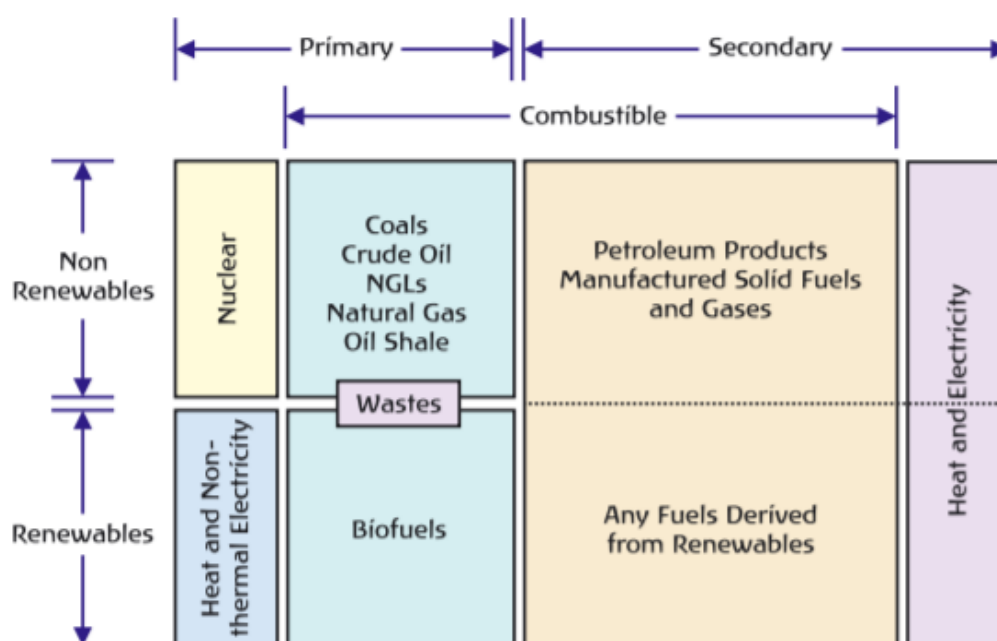 Primary
Secondary
Combustible
Non
Renewables
Nuclear
Coals
Crude Oil
NGLs
Natural Gas
Oil Shale
Petroleum Products
Manufactured Solid Fuels
and Gases
Heat and Electricity
Wastes
Renewables
Heat and Non-
thermal Electricity
Biofuels
Any Fuels Derived
from Renewables